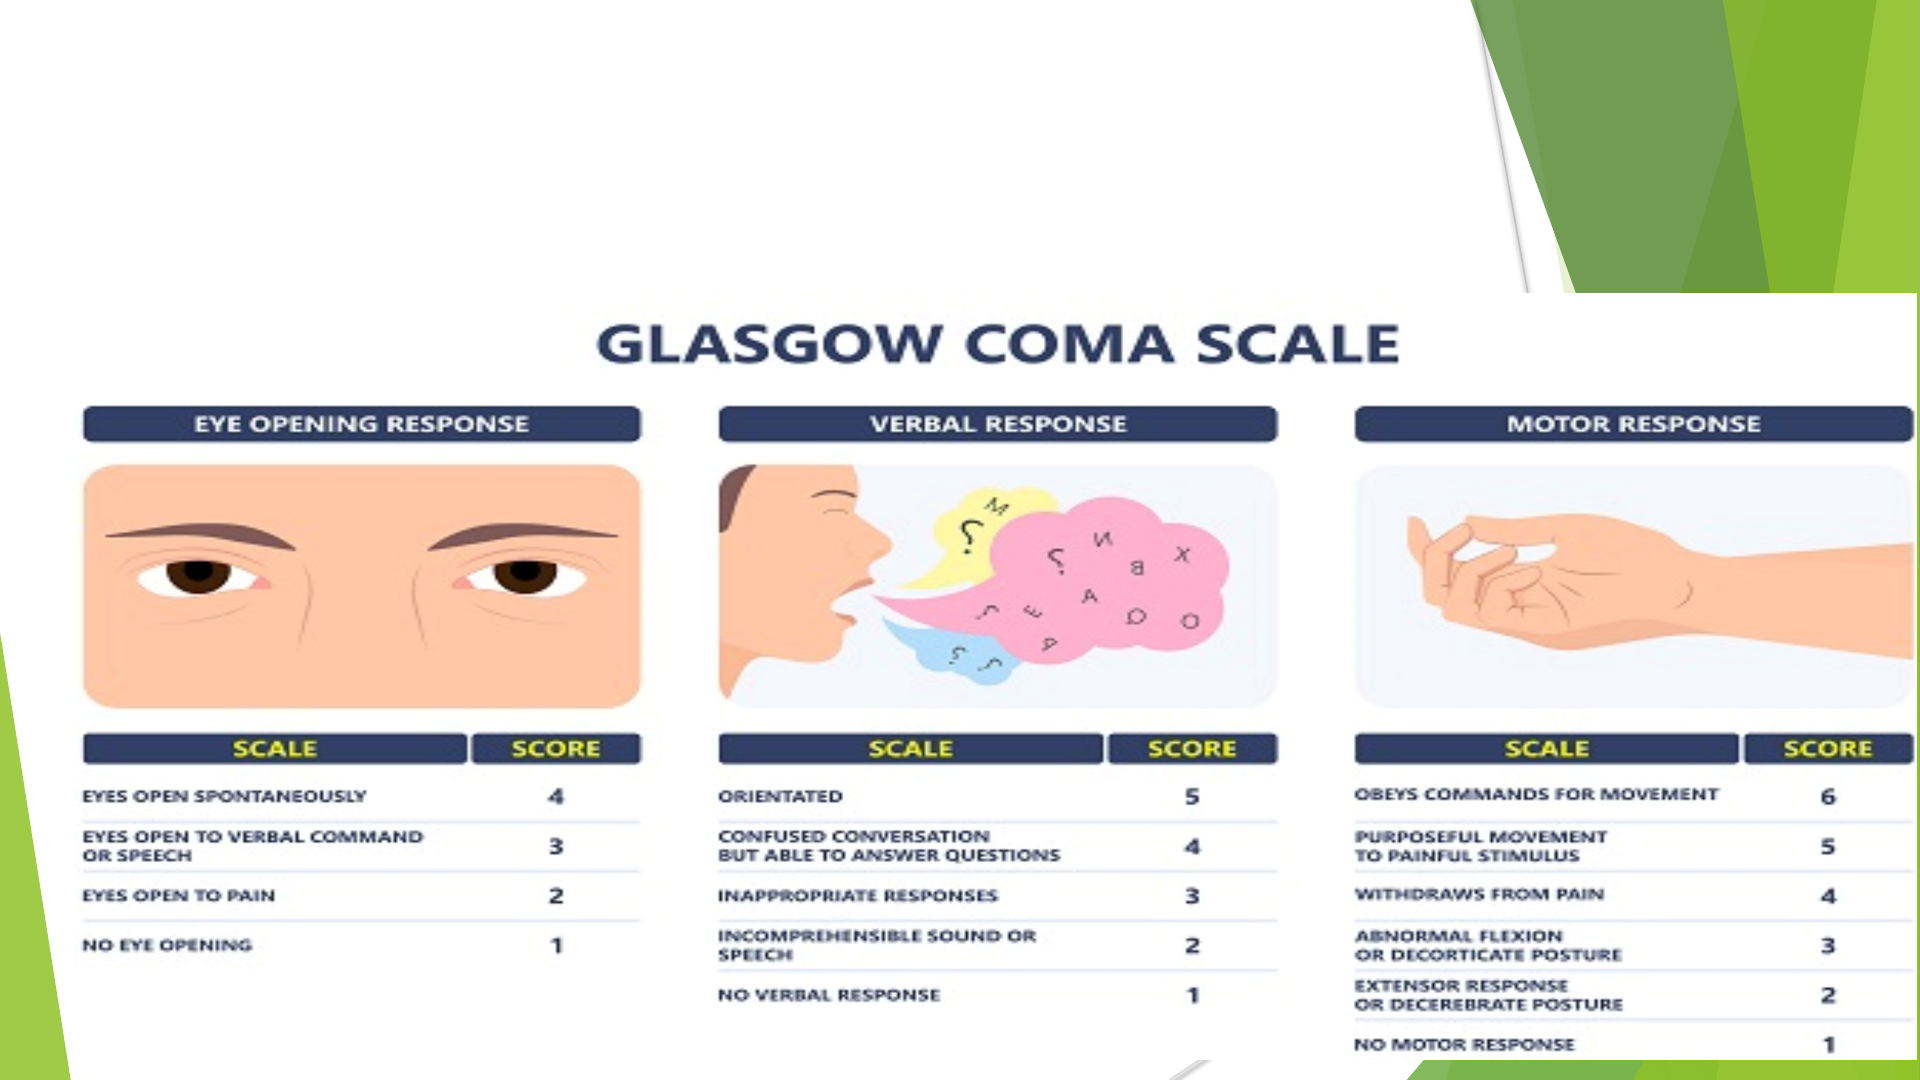 GLASGOW COMA SCALE
EYE OPENING RESPONSE
SCALE SCORE
EYES OPEN SPONTANEOUSLY 4
EYES OPEN TO VERBAL COMMAND
OR SPEECH 3
EYES OPEN TO PAIN 2
NO EYE OPENING 1
VERBAL RESPONSE
M
?
?
N
X
B
A
O
SCALE SCORE
ORIENTATED 5
CONFUSED CONVERSATION
BUT ABLE TO ANSWER QUESTIONS 4
INAPPROPRIATE RESPONSES 3
INCOMPREHENSIBLE SOUND OR
SPEECH 2
NO VERBAL RESPONSE 1
MOTOR RESPONSE
SCALE SCORE
OBEYS COMMANDS FOR MOVEMENT 6
PURPOSEFUL MOVEMENT
TO PAINFUL STIMULUS 5
WITHDRAWS FROM PAIN 4
ABNORMAL FLEXION
OR DECORTICATE POSTURE 3
EXTENSOR RESPONSE
OR DECEREBRATE POSTURE 2
NO MOTOR RESPONSE 1